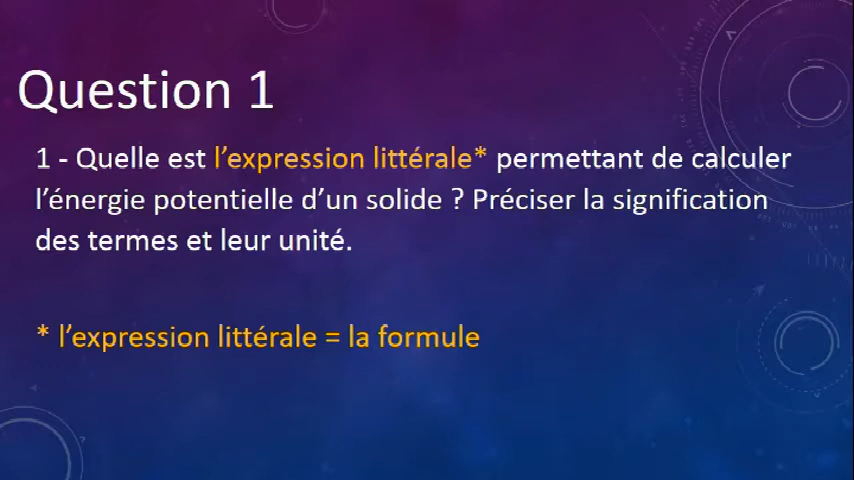 Question 1
1 - Quelle est l’expression littérale* permettant de calculer
l’énergie potentielle d’un solide ? Préciser la signification
des termes et leur unité.
* l’expression littérale = la formule